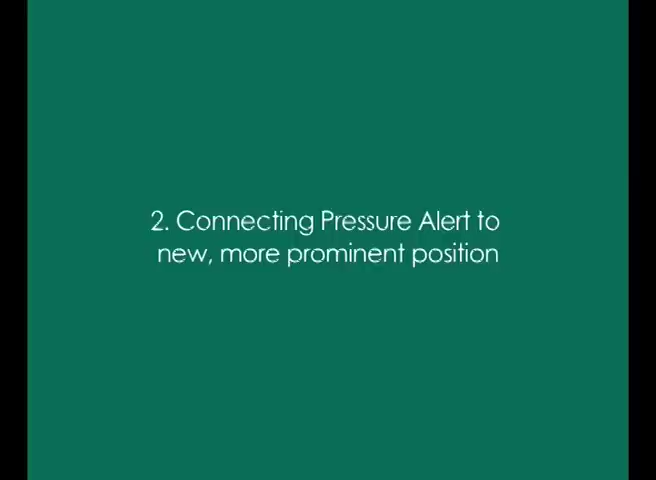 2. Connecting Pressure Alert to
new, more prominent position